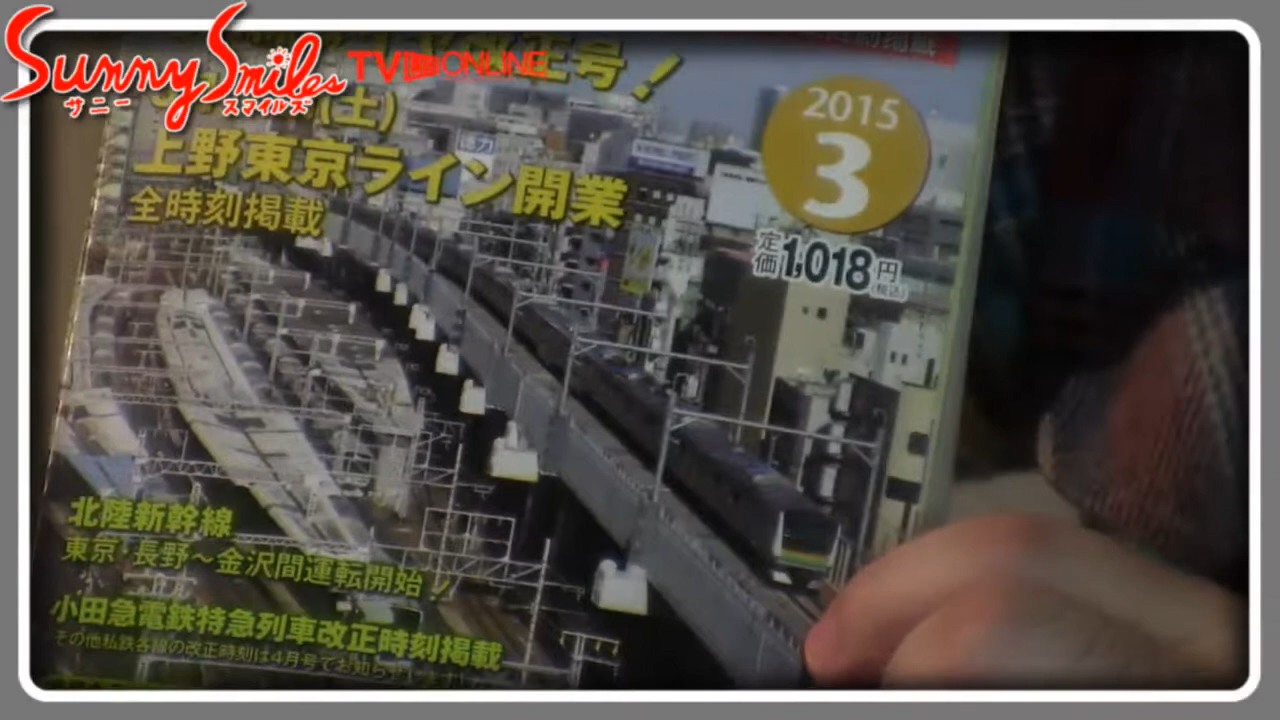 Sunny Smiles
サニー スマイルズ
TV ONLINE
改正号!
(土)
上野東京ライン開業
全時刻掲載
2015
3
定価1,018円
(税込)
北陸新幹線
東京・長野～金沢間運転開始!
小田急電鉄特急列車改正時刻掲載
その他私鉄各線の改正時刻は4月号でお知らせ